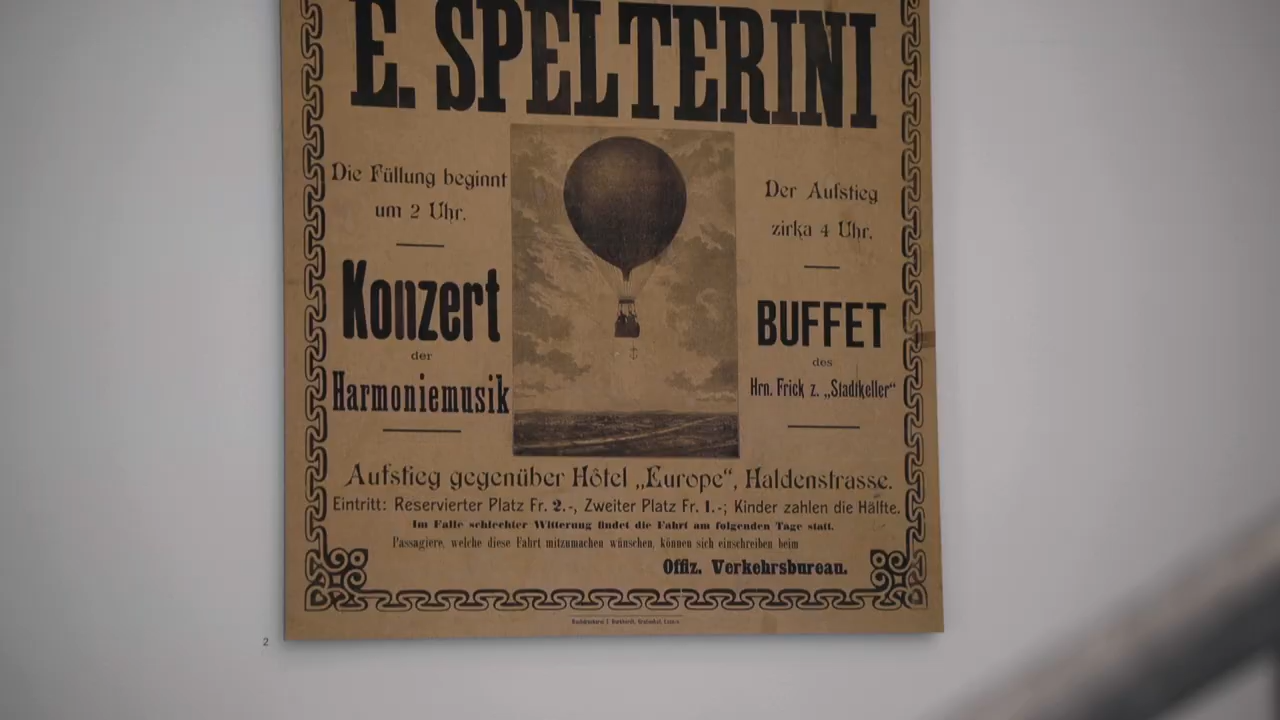 E. SPELTERINI
Die Füllung beginnt
um 2 Uhr.
Konzert
der
Harmoniemusik
Der Aufstieg
zirka 4 Uhr.
BUFFET
des
Hrn. Frick z. „Stadtkeller“
Aufstieg gegenüber Hôtel „Europe“, Haldenstrasse.
Eintritt: Reservierter Platz Fr. 2.-, Zweiter Platz Fr. 1.-; Kinder zahlen die Hälfte.
Im Falle schlechter Witterung findet die Fahrt am folgenden Tage statt.
Passagiere, welche diese Fahrt mitzumachen wünschen, können sich einschreiben beim
Offiz. Verkehrsbureau.
2